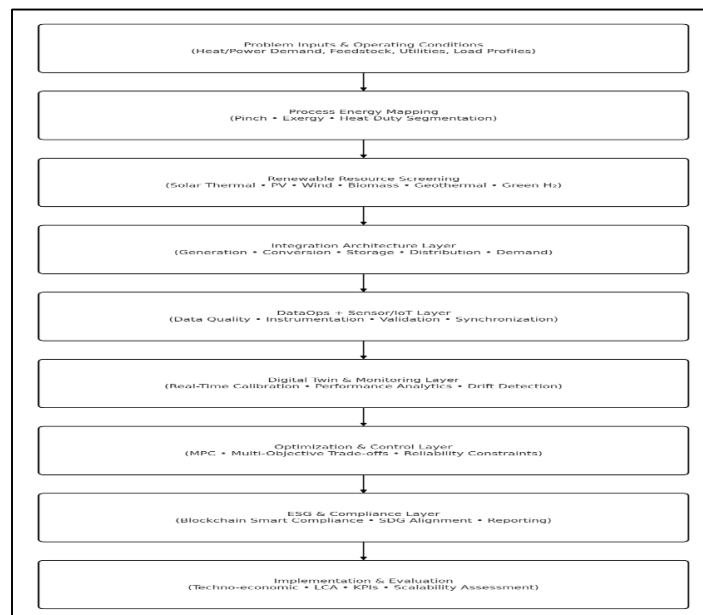 Problem Inputs & Operating Conditions
(Heat/Power Demand, Feedstock, Utilities, Load Profiles)
Process Energy Mapping
(Pinch • Exergy • Heat Duty Segmentation)
Renewable Resource Screening
(Solar Thermal • PV • Wind • Biomass • Geothermal • Green H₂)
Integration Architecture Layer
(Generation • Conversion • Storage • Distribution • Demand)
DataOps + Sensor/IoT Layer
(Data Quality • Instrumentation • Validation • Synchronization)
Digital Twin & Monitoring Layer
(Real-Time Calibration • Performance Analytics • Drift Detection)
Optimization & Control Layer
(MPC • Multi-Objective Trade-offs • Reliability Constraints)
ESG & Compliance Layer
(Blockchain Smart Compliance • SDG Alignment • Reporting)
Implementation & Evaluation
(Techno-economic • LCA • KPIs • Scalability Assessment)